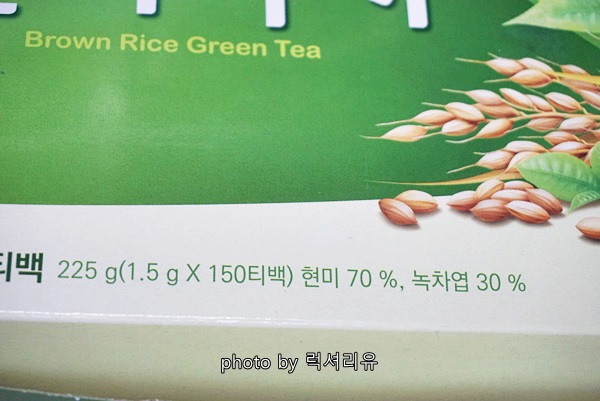 Brown Rice Green Tea
티백 225 g(1.5 g X 150티백) 현미 70 %, 녹차엽 30 %
photo by 럭셔리유